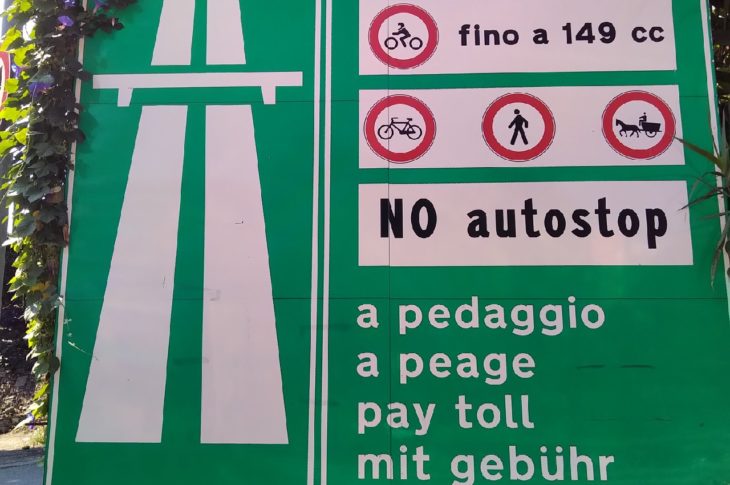 fino a 149 cc
NO autostop
a pedaggio
a peage
pay toll
mit gebühr